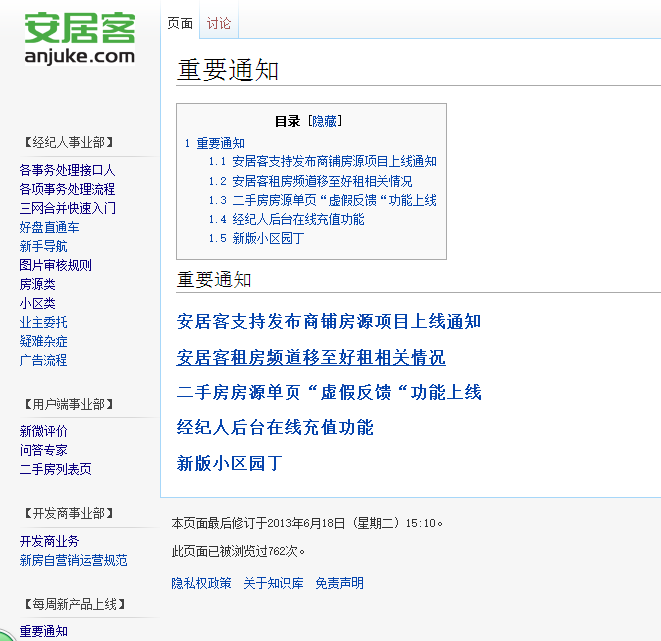 安居客
anjuke.com
【经纪人事业部】
各事务处理接口人
各项事务处理流程
三网合并快速入门
好盘直通车
新手导航
图片审核规则
房源类
小区类
业主委托
疑难杂症
广告流程
【用户端事业部】
新微评价
问答专家
二手房列表页
【开发商事业部】
开发商业务
新房自营销运营规范
【每周新产品上线】
重要通知
页面 讨论
重要通知
目录 [隐藏]
1 重要通知
1.1 安居客支持发布商铺房源项目上线通知
1.2 安居客租房频道移至好租相关情况
1.3 二手房房源单页“虚假反馈“功能上线
1.4 经纪人后台在线充值功能
1.5 新版小区园丁
重要通知
安居客支持发布商铺房源项目上线通知
安居客租房频道移至好租相关情况
二手房房源单页“虚假反馈“功能上线
经纪人后台在线充值功能
新版小区园丁
本页面最后修订于2013年6月18日（星期二）15:10。
此页面已被浏览过762次。
隐私权政策 关于知识库 免责声明